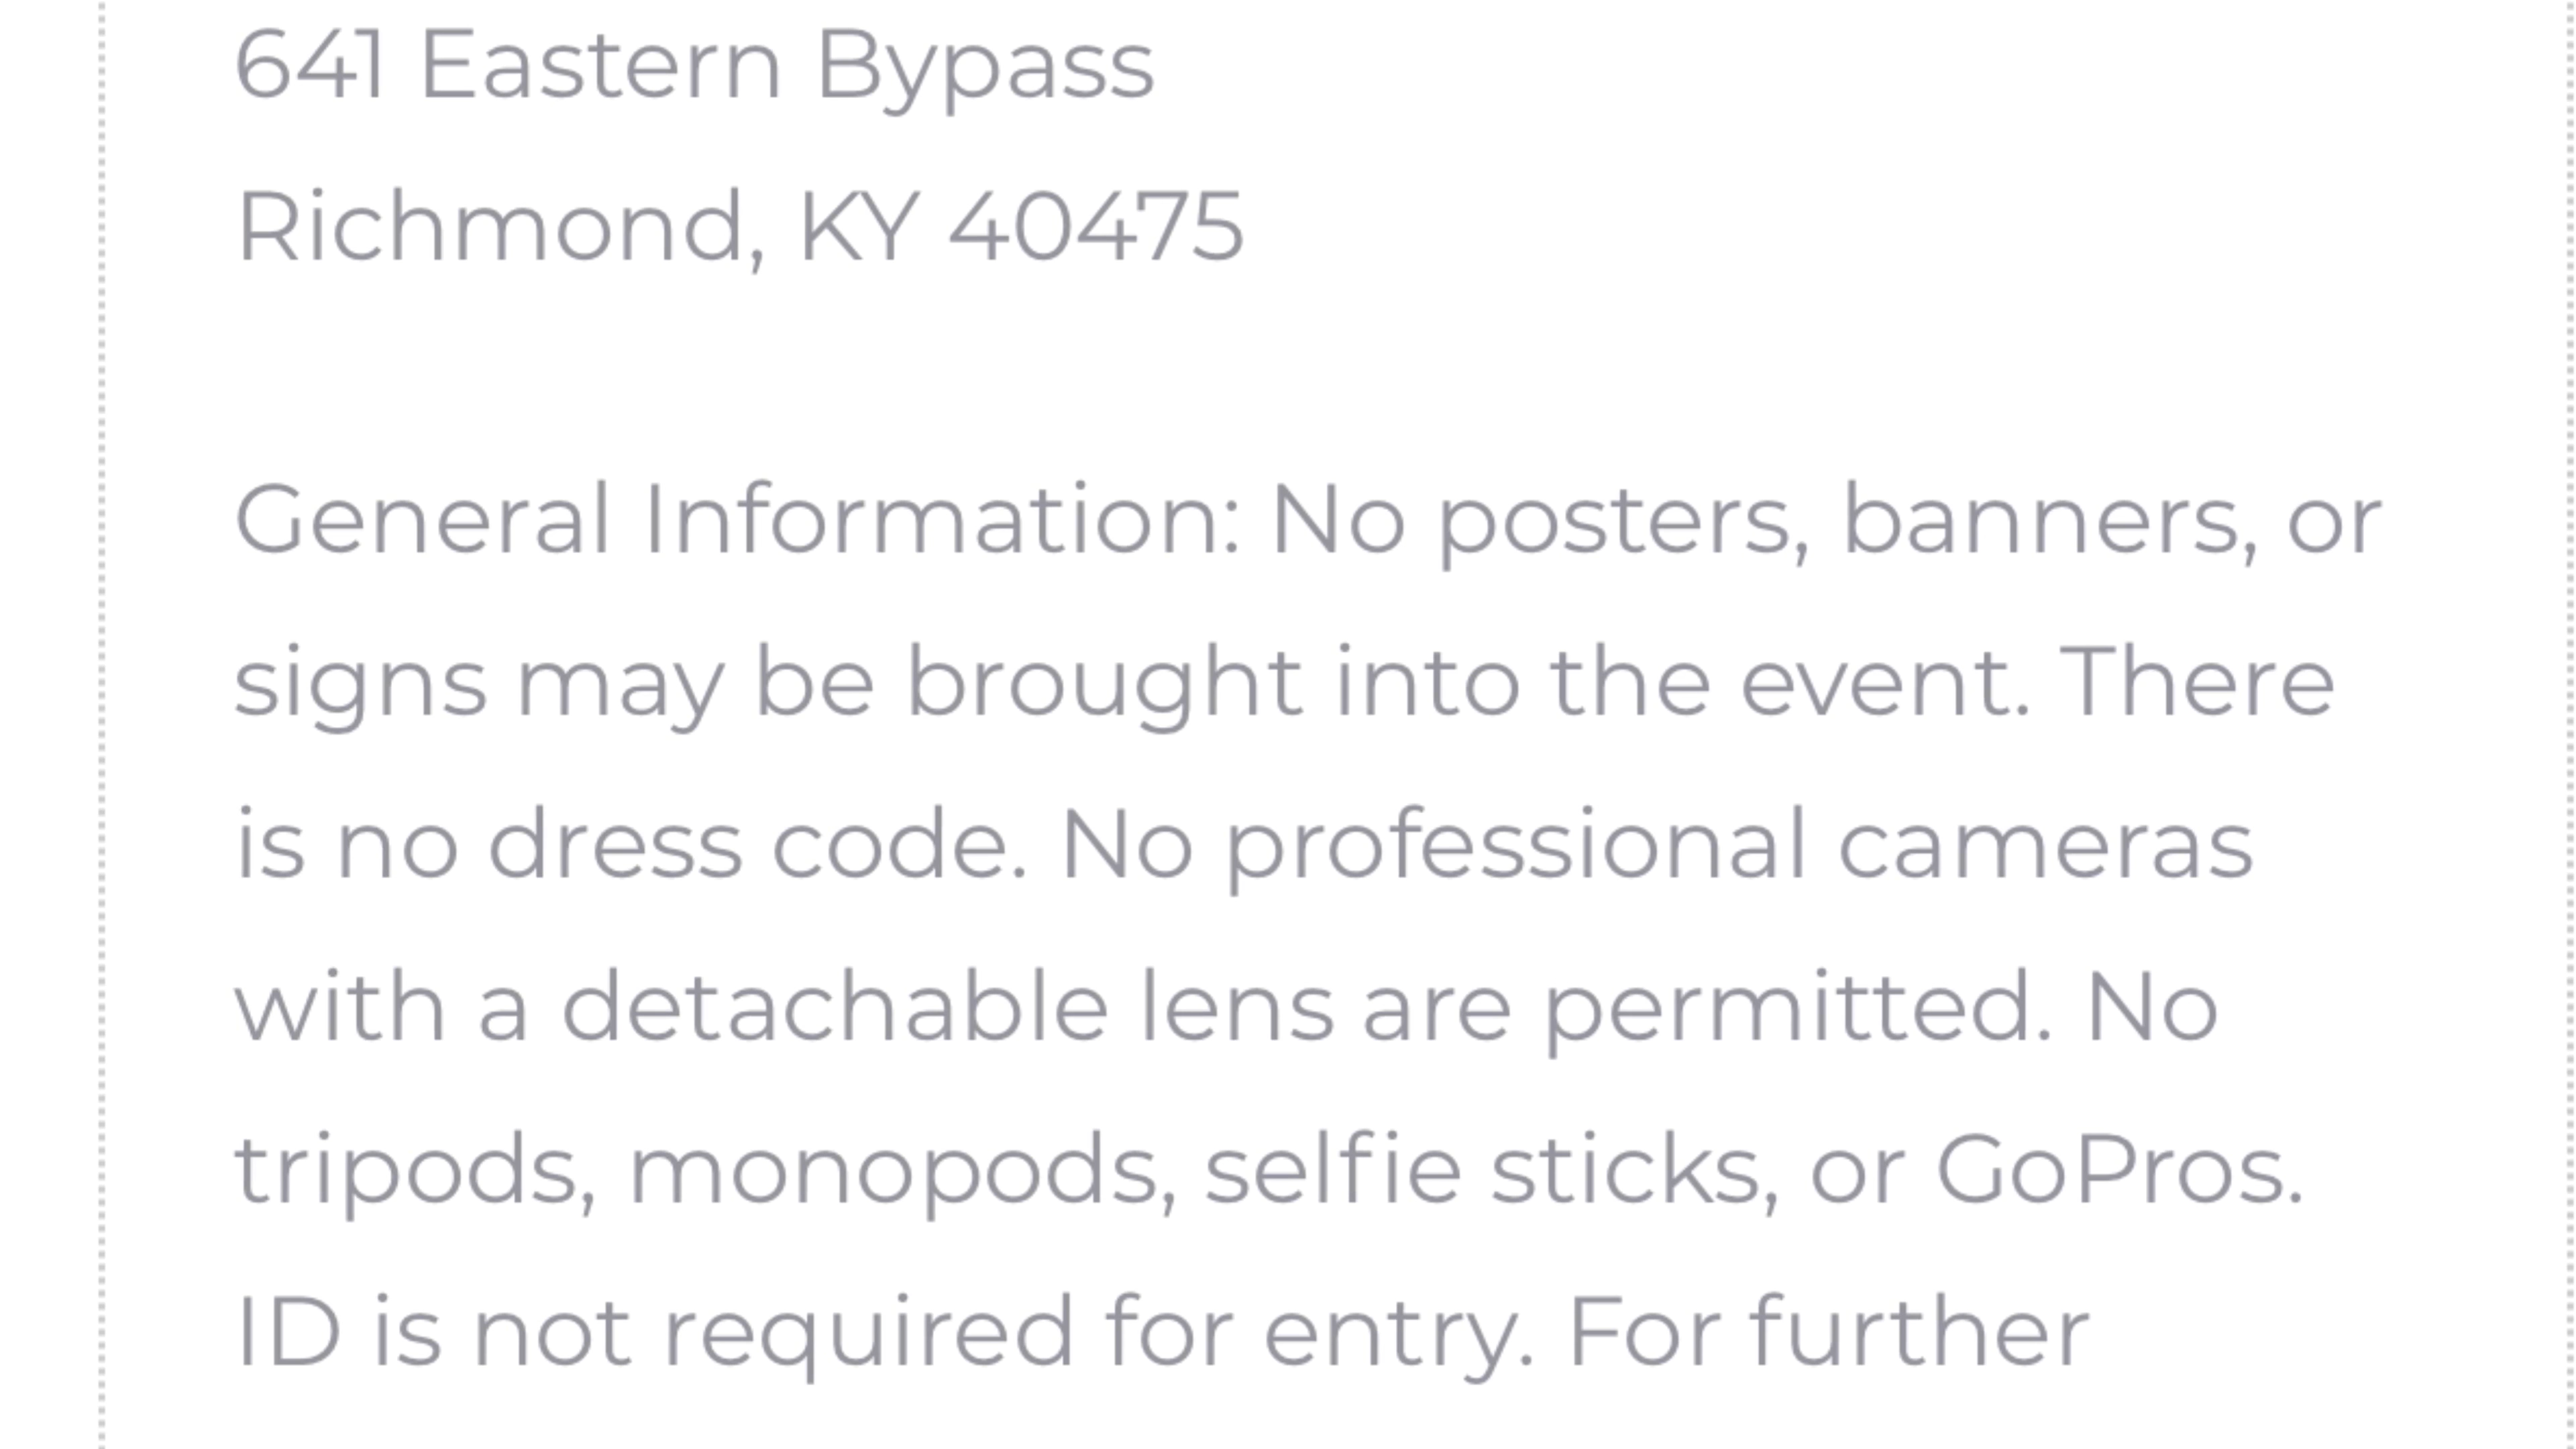 641 Eastern Bypass
Richmond, KY 40475
General Information: No posters, banners, or
signs may be brought into the event. There
is no dress code. No professional cameras
with a detachable lens are permitted. No
tripods, monopods, selfie sticks, or GoPros.
ID is not required for entry. For further